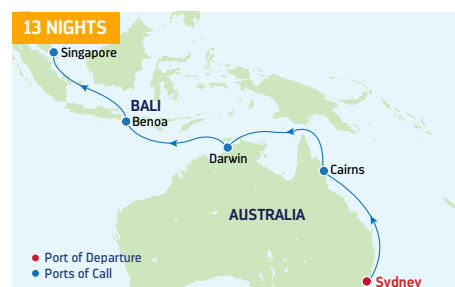 13 NIGHTS
Singapore
BALI
Benoa
Darwin
Cairns
AUSTRALIA
Port of Departure
Ports of Call
Sydney